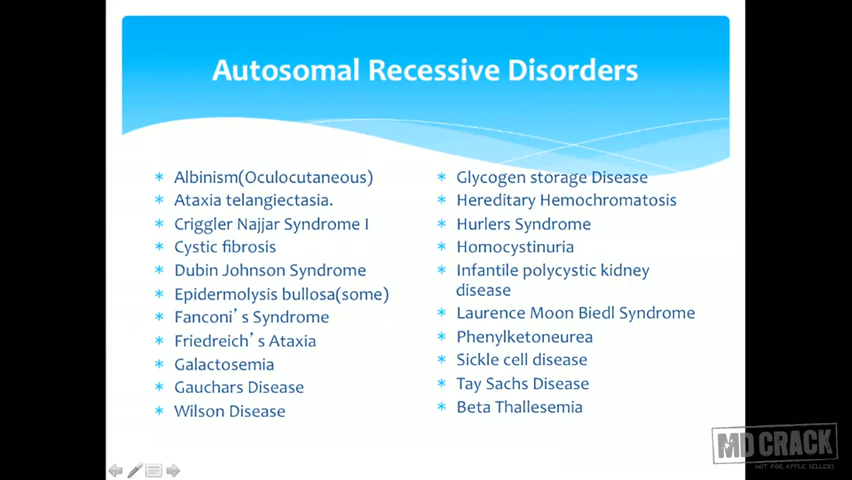 Autosomal Recessive Disorders
* Albinism(Oculocutaneous)
* Ataxia telangiectasia.
* Criggler Najjar Syndrome I
* Cystic fibrosis
* Dubin Johnson Syndrome
* Epidermolysis bullosa(some)
* Fanconi's Syndrome
* Friedreich's Ataxia
* Galactosemia
* Gauchars Disease
* Wilson Disease
* Glycogen storage Disease
* Hereditary Hemochromatosis
* Hurlers Syndrome
* Homocystinuria
* Infantile polycystic kidney
disease
* Laurence Moon Biedl Syndrome
* Phenylketoneurea
* Sickle cell disease
* Tay Sachs Disease
* Beta Thallesemia
MD CRACK
NOT FOR APPLE SELLERS